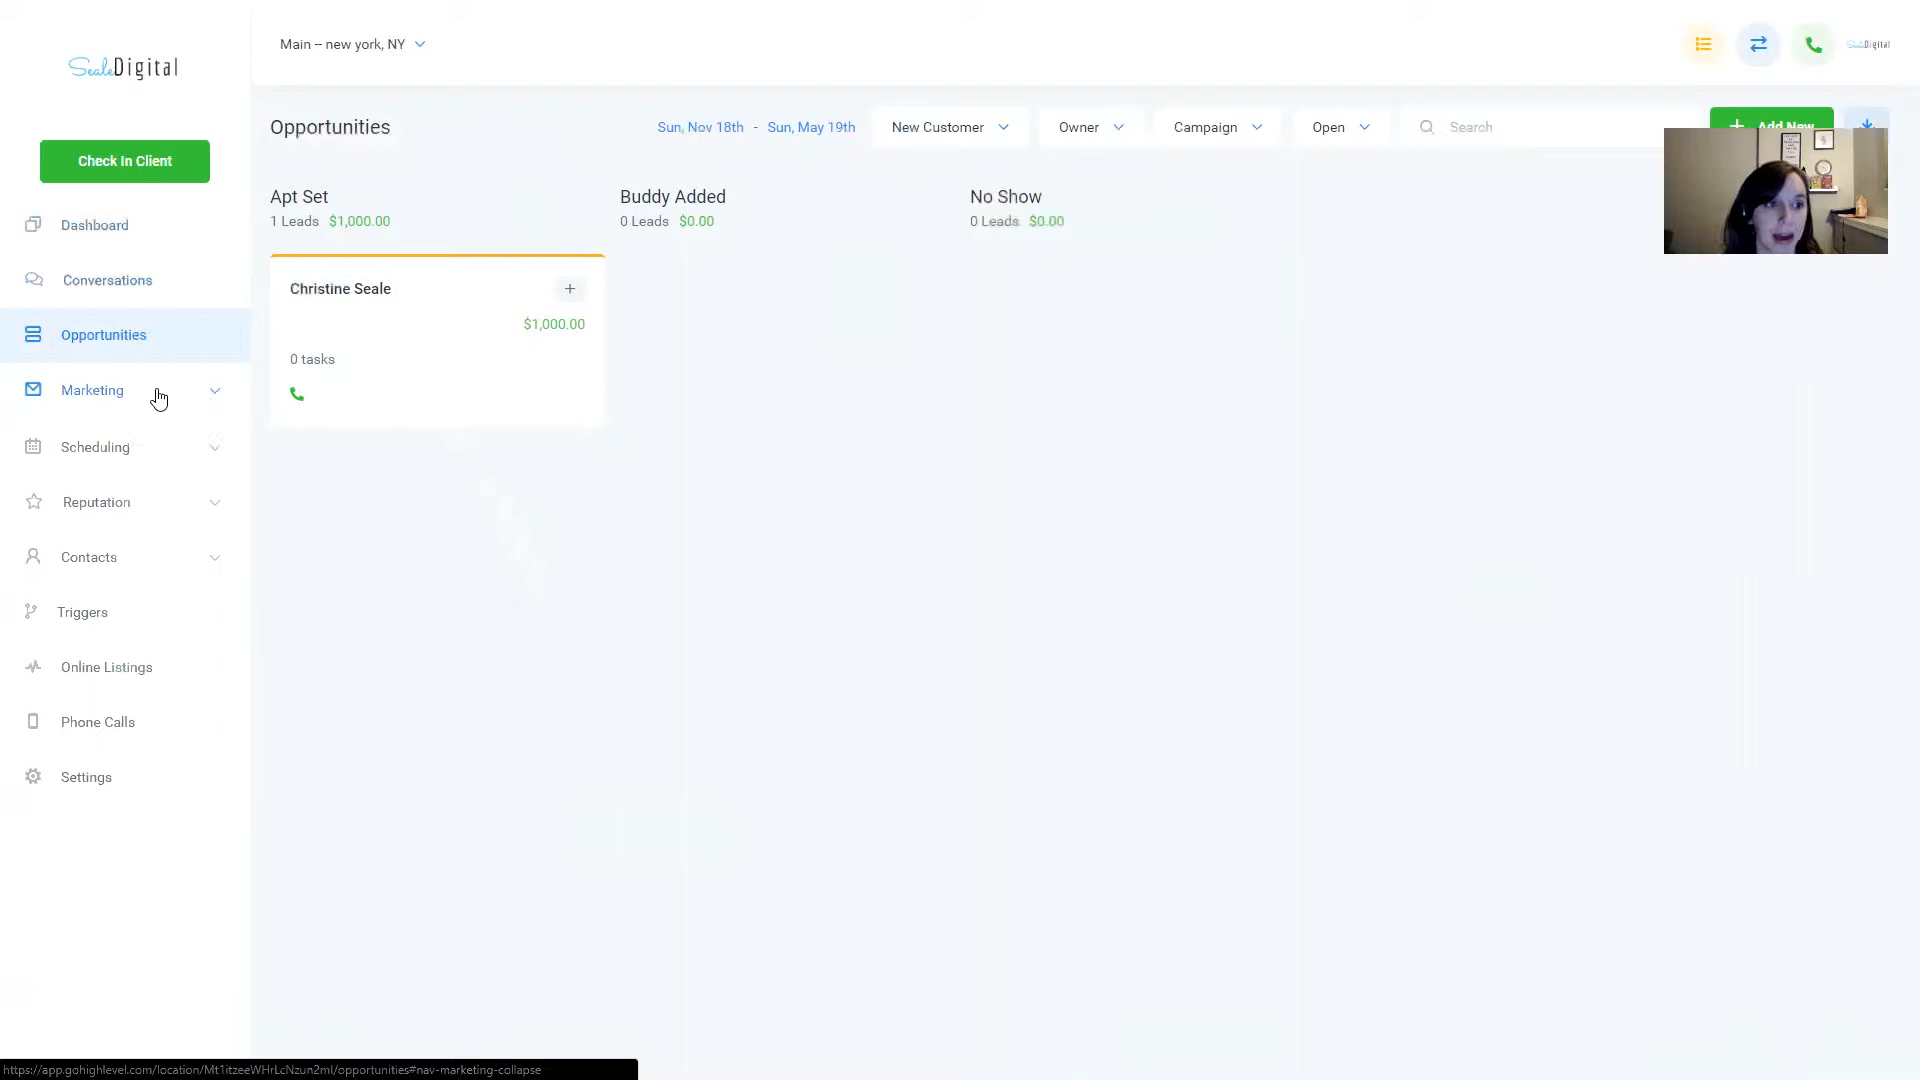 SealeDigital
Main -- new york, NY
SealeDigital
Check In Client
Dashboard
Conversations
Opportunities
Marketing
Scheduling
Reputation
Contacts
Triggers
Online Listings
Phone Calls
Settings
Opportunities
Sun, Nov 18th - Sun, May 19th
New Customer
Owner
Campaign
Open
Search
+ Add New
Apt Set
1 Leads $1,000.00
Buddy Added
0 Leads $0.00
No Show
0 Leads $0.00
Christine Seale
+
$1,000.00
0 tasks
https://app.gohighlevel.com/location/Mt1itzeeWHrLcNzun2ml/opportunities#nav-marketing-collapse